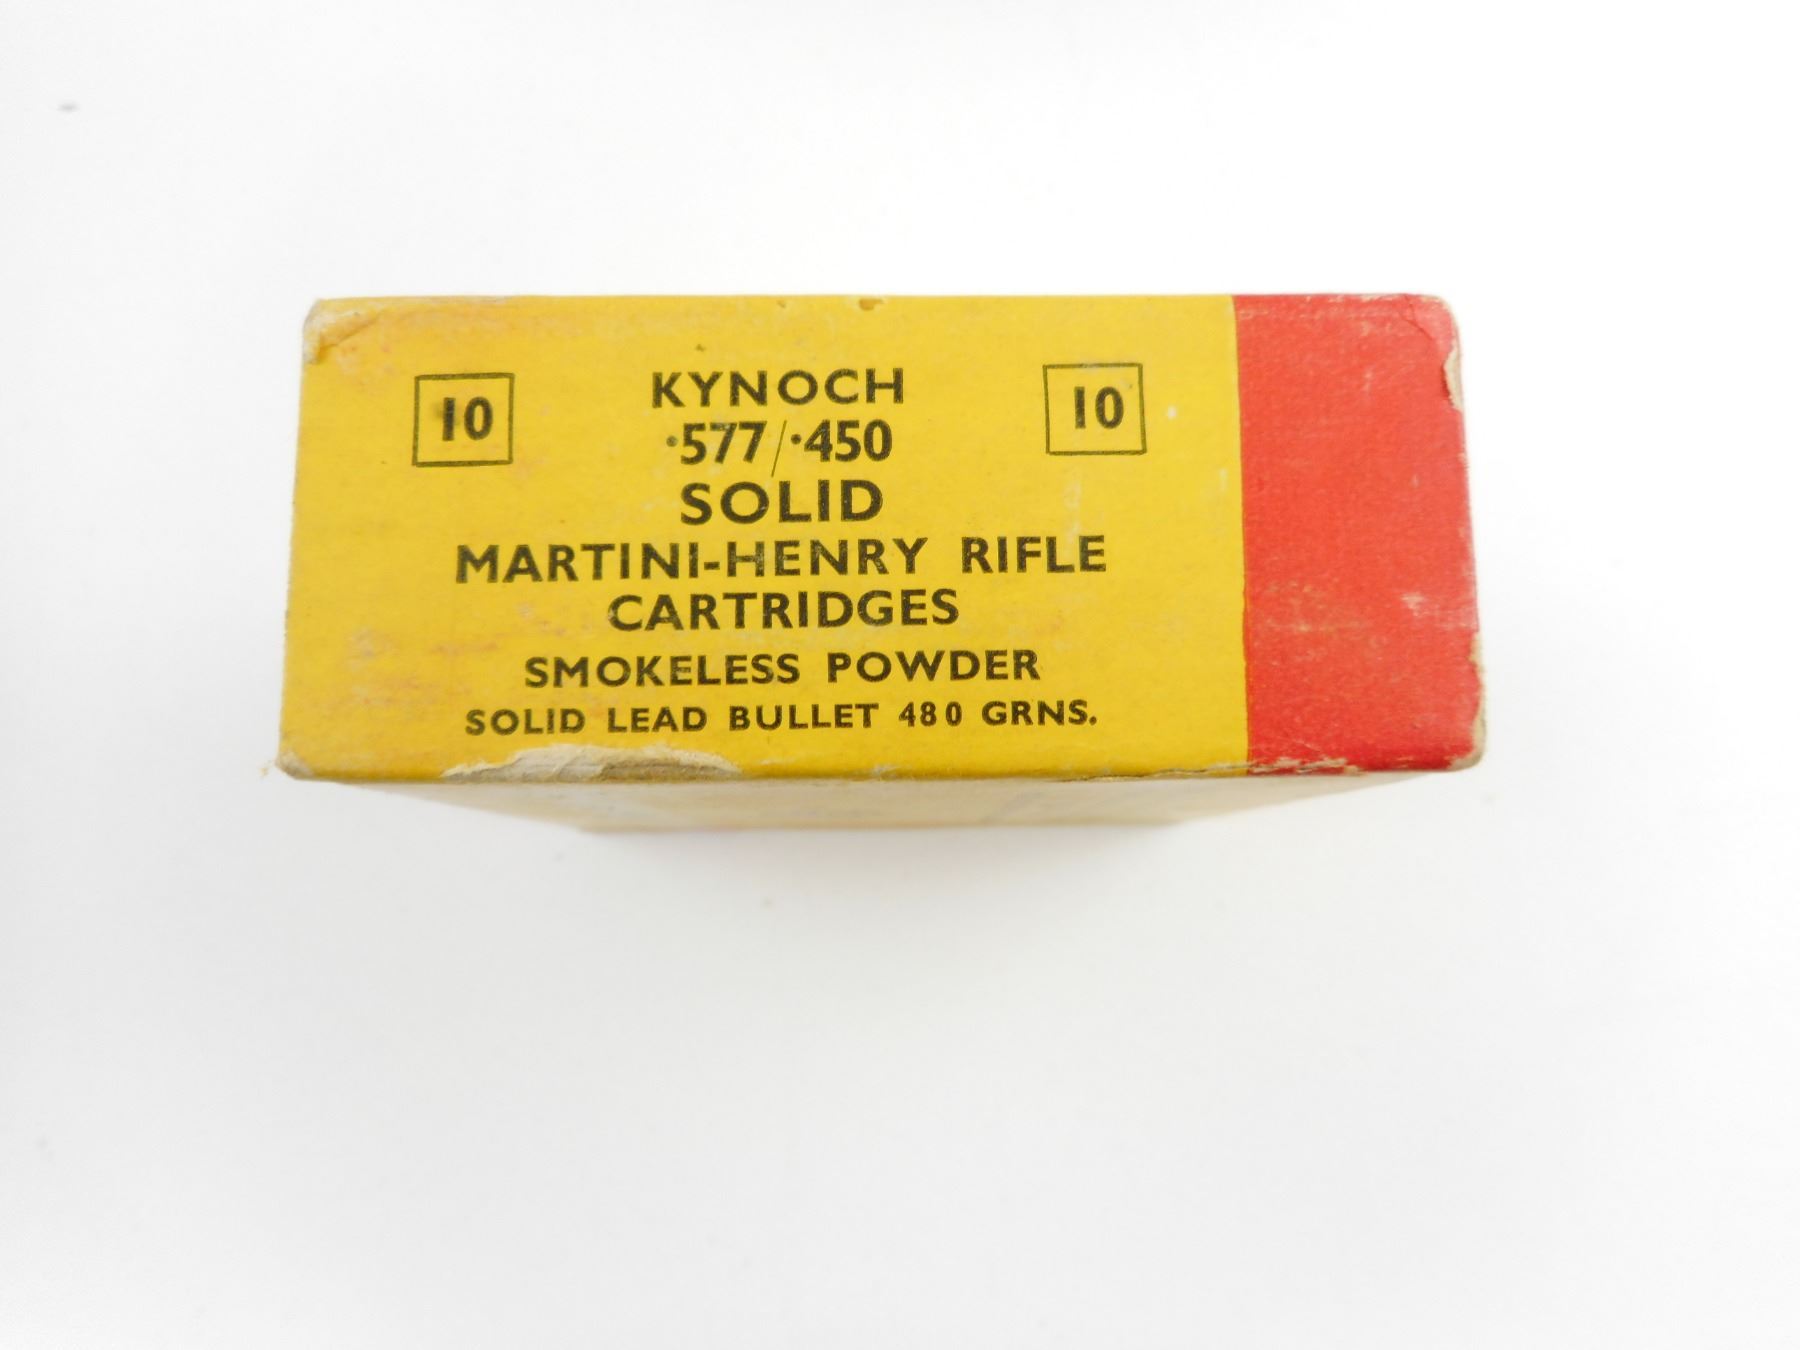 10 KYNOCH 10
·577/·450
SOLID
MARTINI-HENRY RIFLE
CARTRIDGES
SMOKELESS POWDER
SOLID LEAD BULLET 480 GRNS.